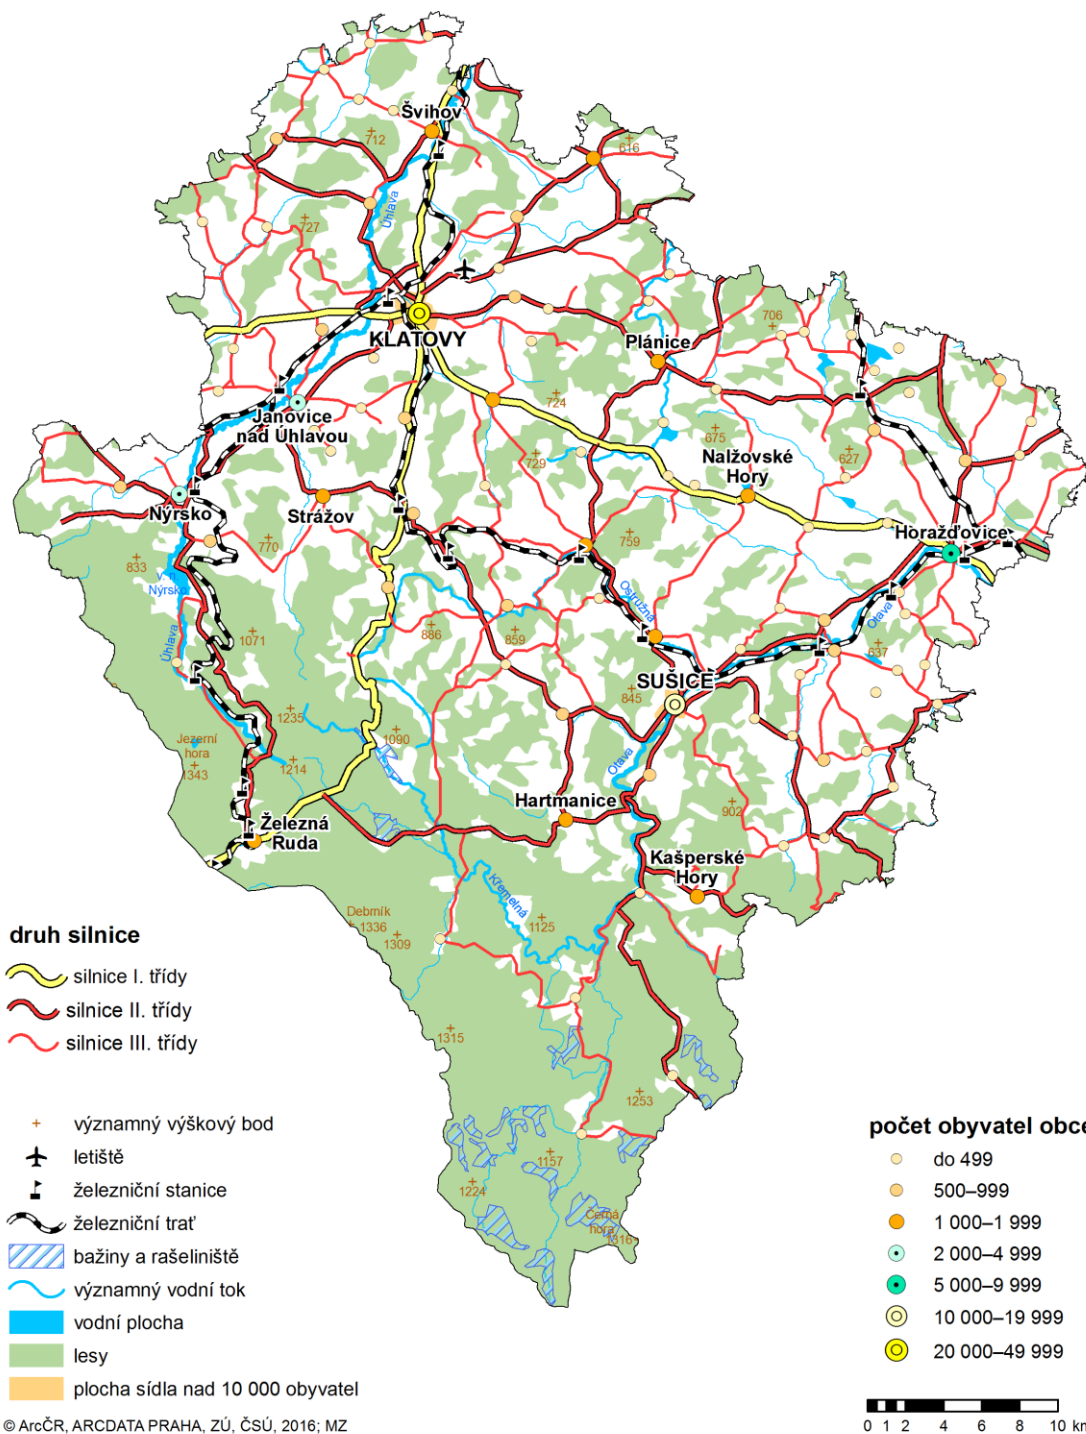 Švihov
712
616
Úhlava
727
KLATOVY
706
Plánice
Janovice
nad Úhlavou
724
675
729
Nalžovské
Hory
627
Nýrsko
Strážov
Horažďovice
833
770
759
v. n.
Nýrsko
Ostružná
Otava
Úhlava
1071
886
859
637
SUŠICE
845
1235
Jezerní
hora
1343
1090
1214
Otava
Hartmanice
902
Železná
Ruda
Kašperské
Hory
Křemelná
Debrník
1336
1309
1125
1315
1253
1157
1224
Černá
hora
1316
druh silnice
silnice I. třídy
silnice II. třídy
silnice III. třídy
významný výškový bod
letiště
železniční stanice
železniční trať
bažiny a rašeliniště
významný vodní tok
vodní plocha
lesy
plocha sídla nad 10 000 obyvatel
počet obyvatel obce
do 499
500–999
1 000–1 999
2 000–4 999
5 000–9 999
10 000–19 999
20 000–49 999
0 1 2 4 6 8 10 km
© ArcČR, ARCDATA PRAHA, ZÚ, ČSÚ, 2016; MZ